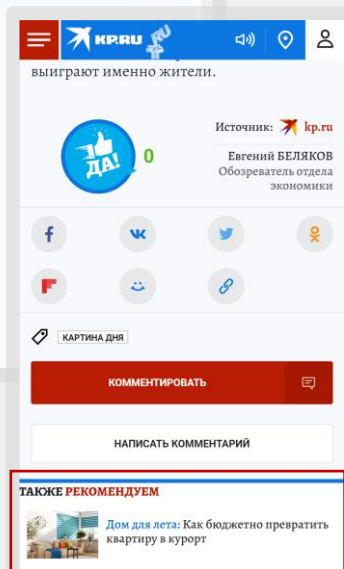 KP.RU
RU
выиграют именно жители.
ДА!
0
Источник: kp.ru
Евгений БЕЛЯКОВ
Обозреватель отдела
экономики
КАРТИНА ДНЯ
КОММЕНТИРОВАТЬ
НАПИСАТЬ КОММЕНТАРИЙ
ТАКЖЕ РЕКОМЕНДУЕМ
Дом для лета: Как бюджетно превратить
квартиру в курорт